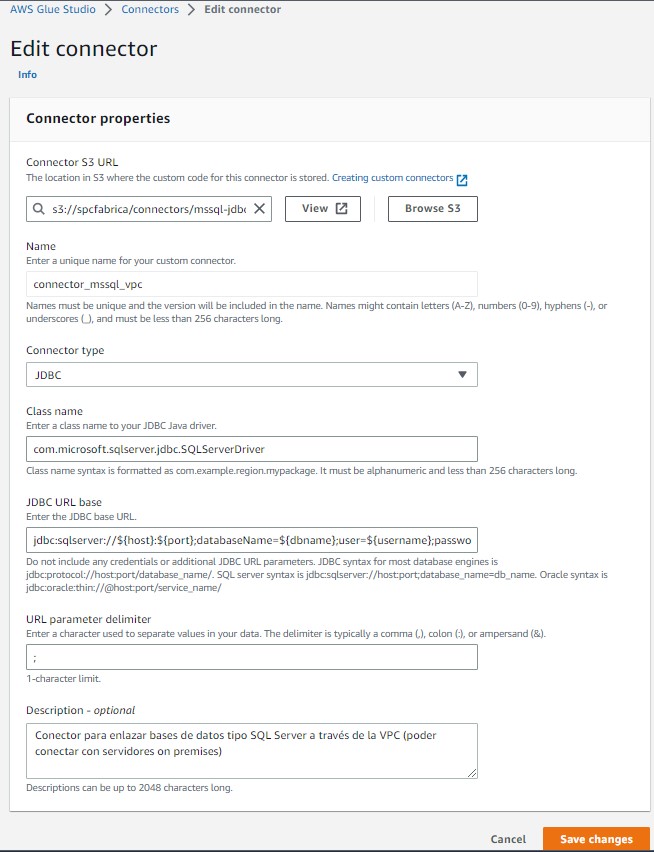 AWS Glue Studio > Connectors > Edit connector
Edit connector
Info
Connector properties
Connector S3 URL
The location in S3 where the custom code for this connector is stored. Creating custom connectors
s3://spcfabrica/connectors/mssql-jdbc
View
Browse S3
Name
Enter a unique name for your custom connector.
connector_mssql_vpc
Names must be unique and the version will be included in the name. Names might contain letters (A-Z), numbers (0-9), hyphens (-), or
underscores (_), and must be less than 256 characters long.
Connector type
JDBC
Class name
Enter a class name to your JDBC Java driver.
com.microsoft.sqlserver.jdbc.SQLServerDriver
Class name syntax is formatted as com.example.region.mypackage. It must be alphanumeric and less than 256 characters long.
JDBC URL base
Enter the JDBC base URL.
jdbc:sqlserver://${host}:${port};databaseName=${dbname};user=${username};passwo
Do not include any credentials or additional JDBC URL parameters. JDBC syntax for most database engines is
jdbc:protocol://host:port/database_name/. SQL server syntax is jdbc:sqlserver://host:port;database_name=db_name. Oracle syntax is
jdbc:oracle:thin://@host:port/service_name/
URL parameter delimiter
Enter a character used to separate values in your data. The delimiter is typically a comma (,), colon (:), or ampersand (&).
;
1-character limit.
Description - optional
Conector para enlazar bases de datos tipo SQL Server a través de la VPC (poder
conectar con servidores on premises)
Descriptions can be up to 2048 characters long.
Cancel
Save changes